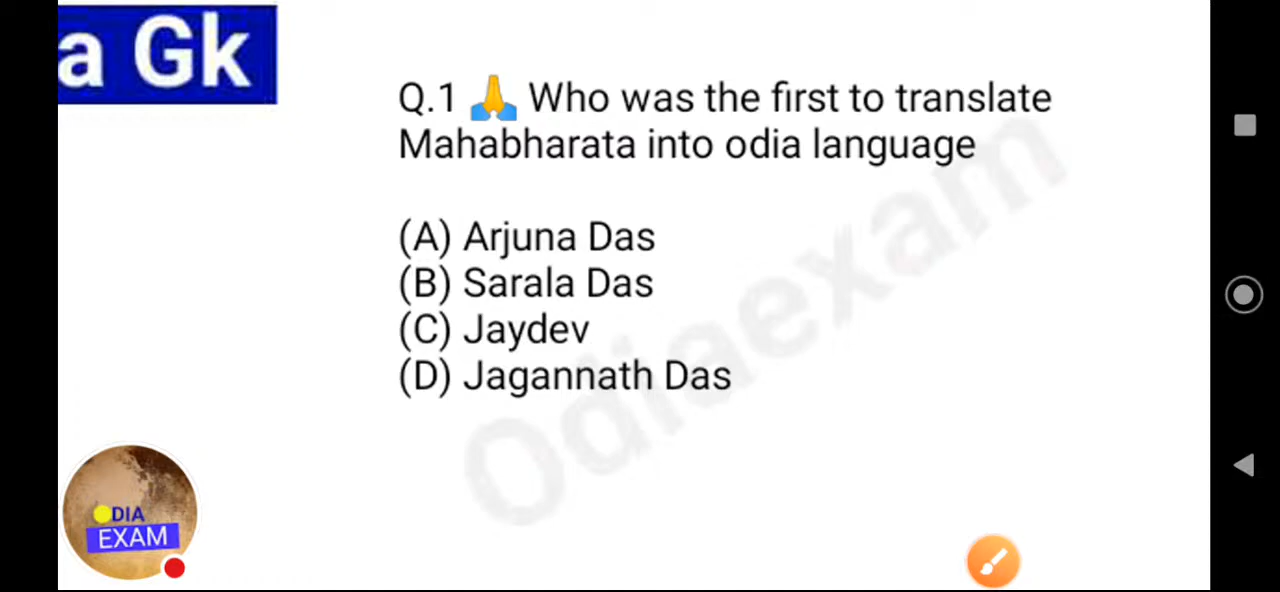 a Gk
Q.1 🙏 Who was the first to translate
Mahabharata into odia language
(A) Arjuna Das
(B) Sarala Das
(C) Jaydev
(D) Jagannath Das
Odiaexam
ODIA
EXAM